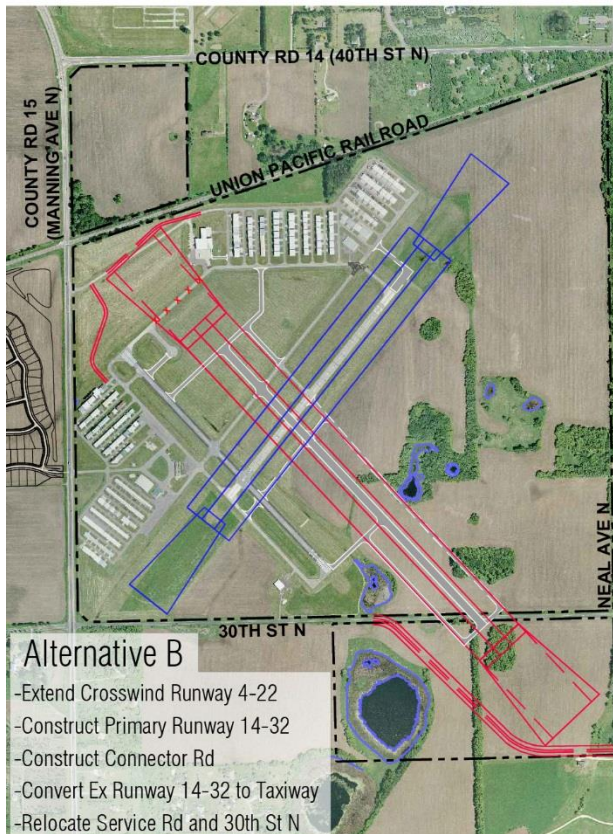 COUNTY RD 14 (40TH ST N)
COUNTY RD 15
(MANNING AVE N)
UNION PACIFIC RAILROAD
NEAL AVE N
30TH ST N
Alternative B
-Extend Crosswind Runway 4-22
-Construct Primary Runway 14-32
-Construct Connector Rd
-Convert Ex Runway 14-32 to Taxiway
-Relocate Service Rd and 30th St N